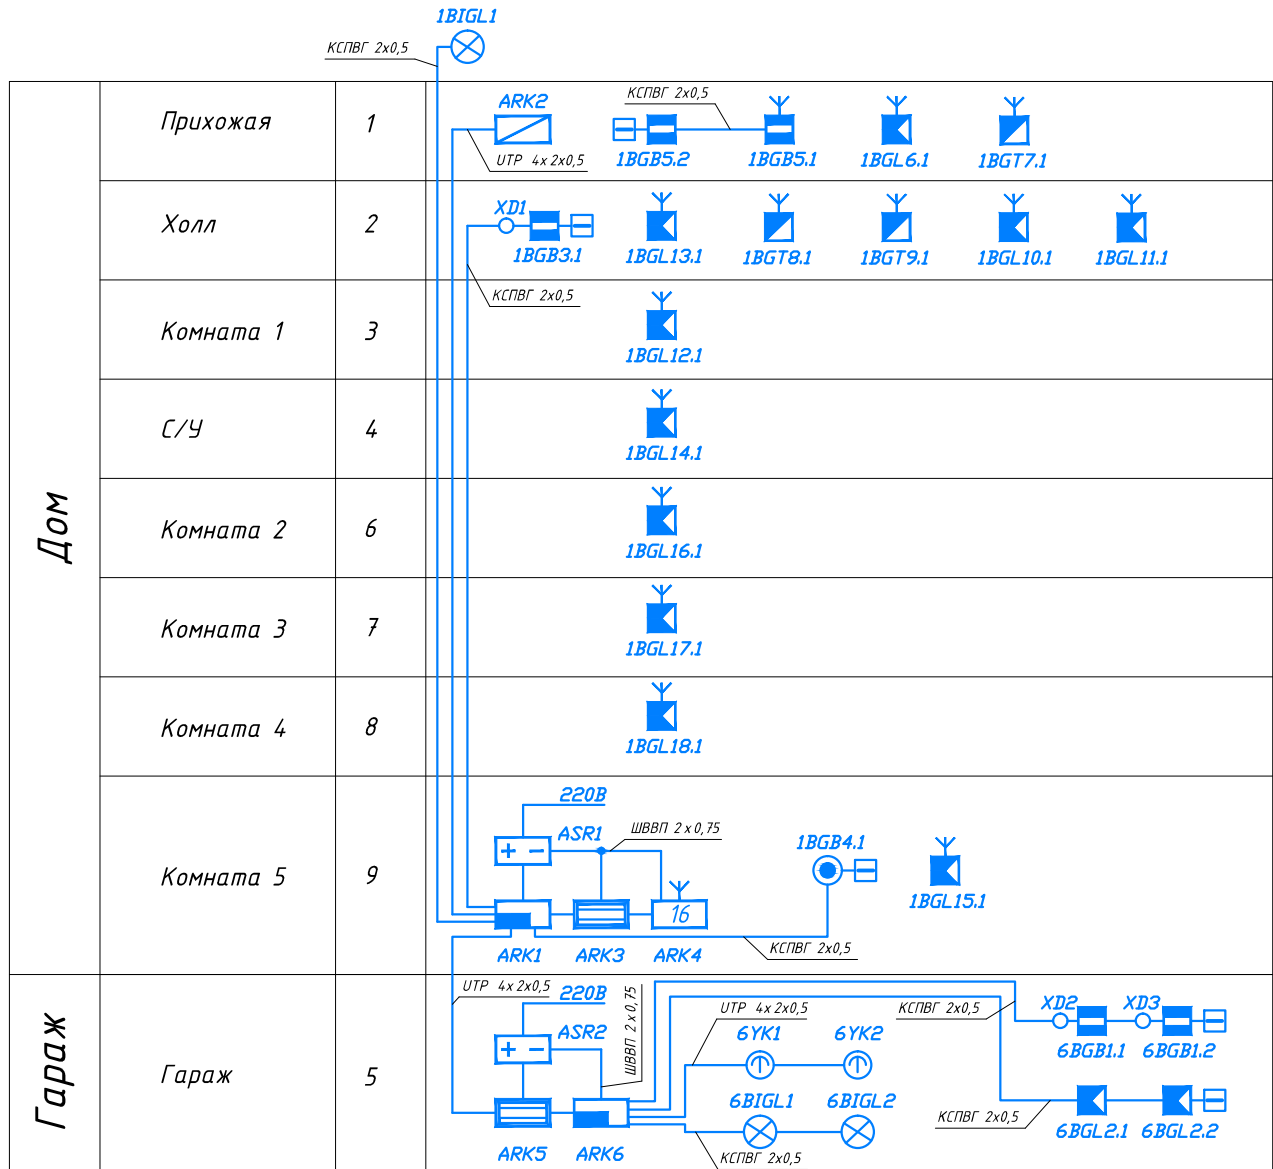 1BIGL1
КСПВГ 2х0,5
Дом
Прихожая
1
ARK2
UTP 4х2х0,5
КСПВГ 2х0,5
1BGB5.2
1BGB5.1
1BGL6.1
1BGT7.1
Холл
2
XD1
1BGB3.1
1BGL13.1
1BGT8.1
1BGT9.1
1BGL10.1
1BGL11.1
КСПВГ 2х0,5
Комната 1
3
1BGL12.1
С/У
4
1BGL14.1
Комната 2
6
1BGL16.1
Комната 3
7
1BGL17.1
Комната 4
8
1BGL18.1
Комната 5
9
220В
ASR1
+ -
ШВВП 2х0,75
1BGB4.1
1BGL15.1
16
ARK1
ARK3
ARK4
КСПВГ 2х0,5
Гараж
Гараж
5
UTP 4х2х0,5
220В
ASR2
+ -
ШВВП 2х0,75
UTP 4х2х0,5
КСПВГ 2х0,5
6YK1
6YK2
XD2
XD3
6BGB1.1
6BGB1.2
6BIGL1
6BIGL2
КСПВГ 2х0,5
6BGL2.1
6BGL2.2
ARK5
ARK6
КСПВГ 2х0,5